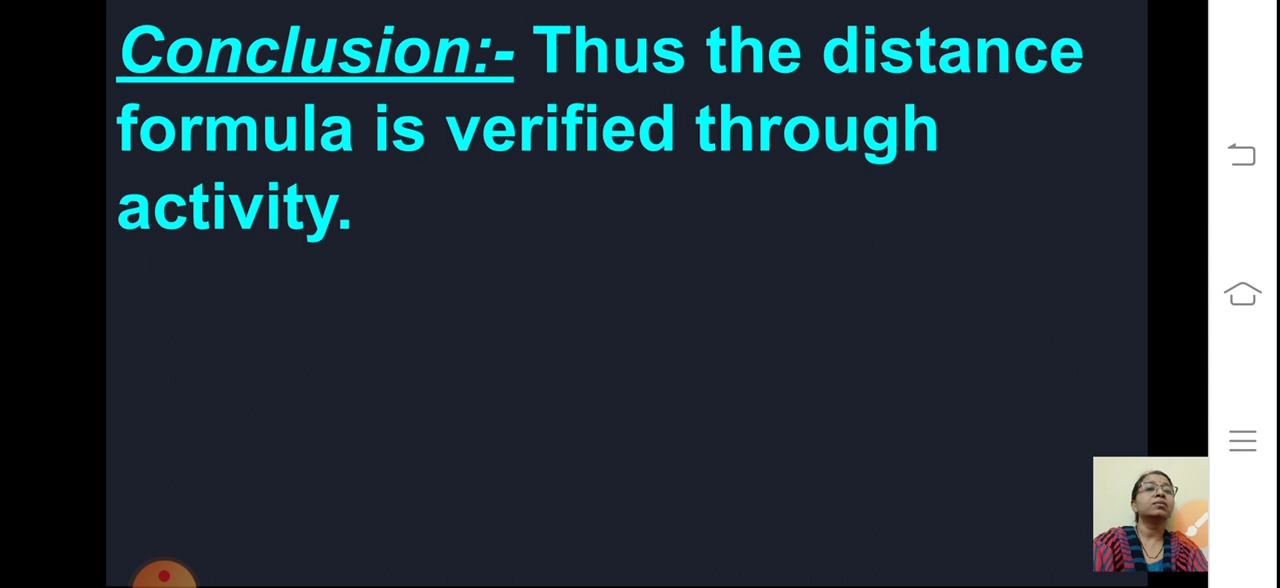 Conclusion:- Thus the distance
formula is verified through
activity.